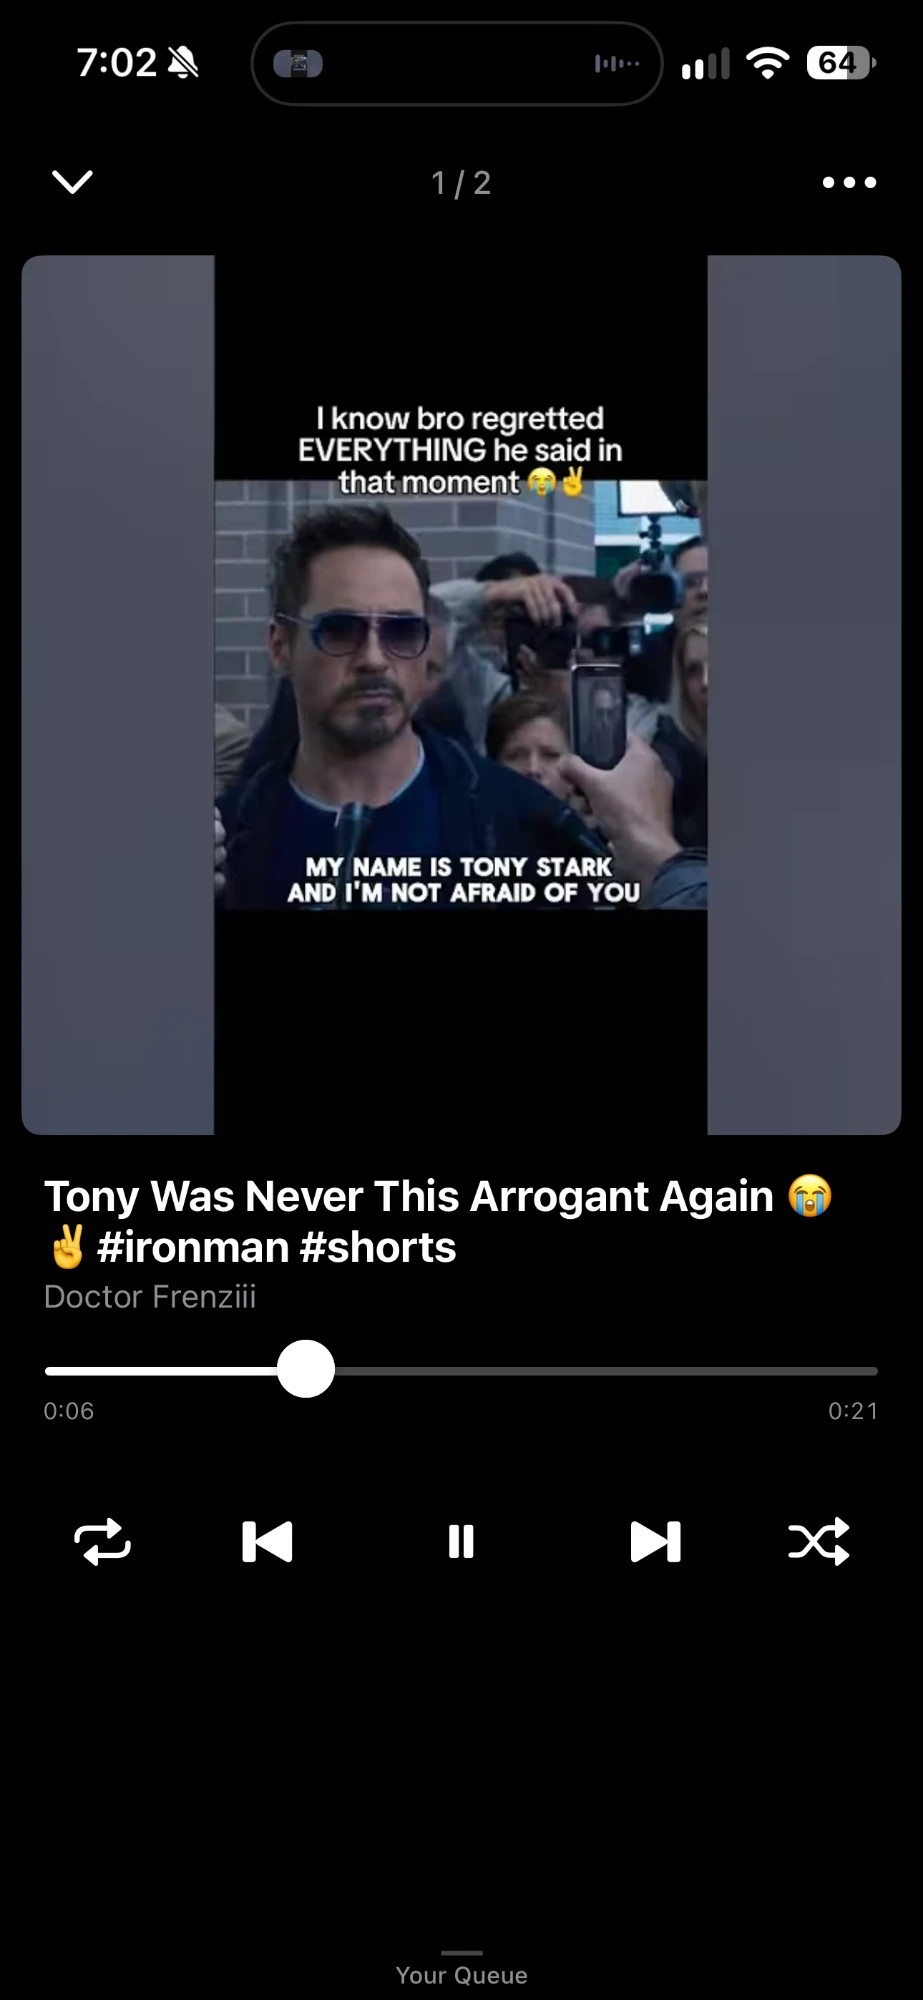 7:02
64
1 / 2
I know bro regretted
EVERYTHING he said in
that moment 😭✌️
MY NAME IS TONY STARK
AND I'M NOT AFRAID OF YOU
Tony Was Never This Arrogant Again 😭
✌️ #ironman #shorts
Doctor Frenziii
0:06
0:21
Your Queue